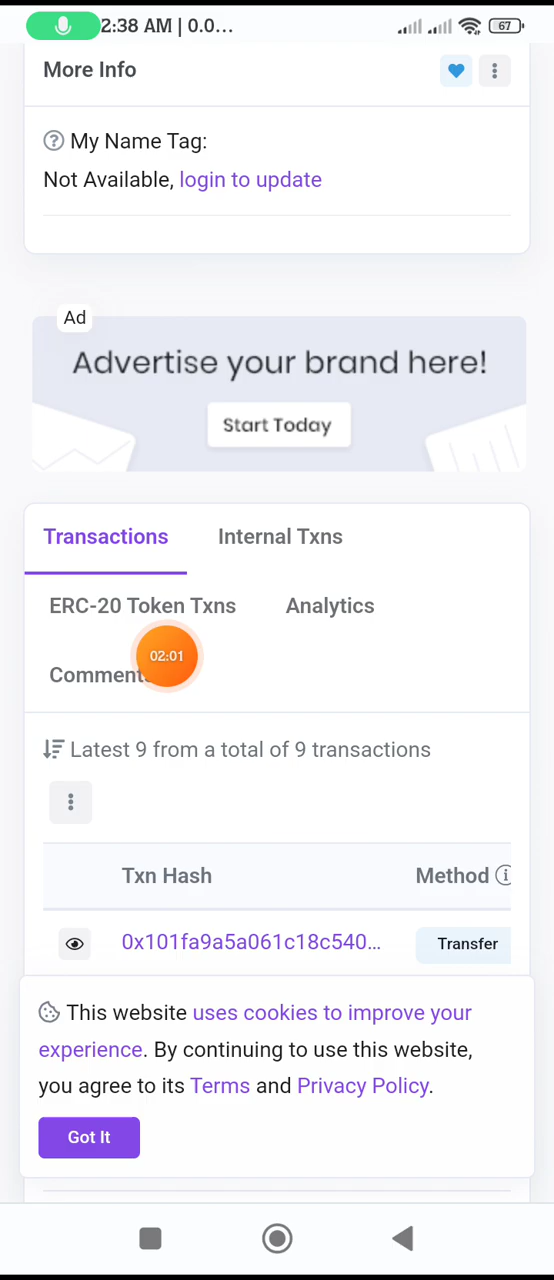 2:38 AM | 0.0...
67
More Info
My Name Tag:
Not Available, login to update
Ad
Advertise your brand here!
Start Today
Transactions Internal Txns
ERC-20 Token Txns Analytics
02:01
Comments
Latest 9 from a total of 9 transactions
Txn Hash Method
0x101fa9a5a061c18c540... Transfer
This website uses cookies to improve your
experience. By continuing to use this website,
you agree to its Terms and Privacy Policy.
Got It